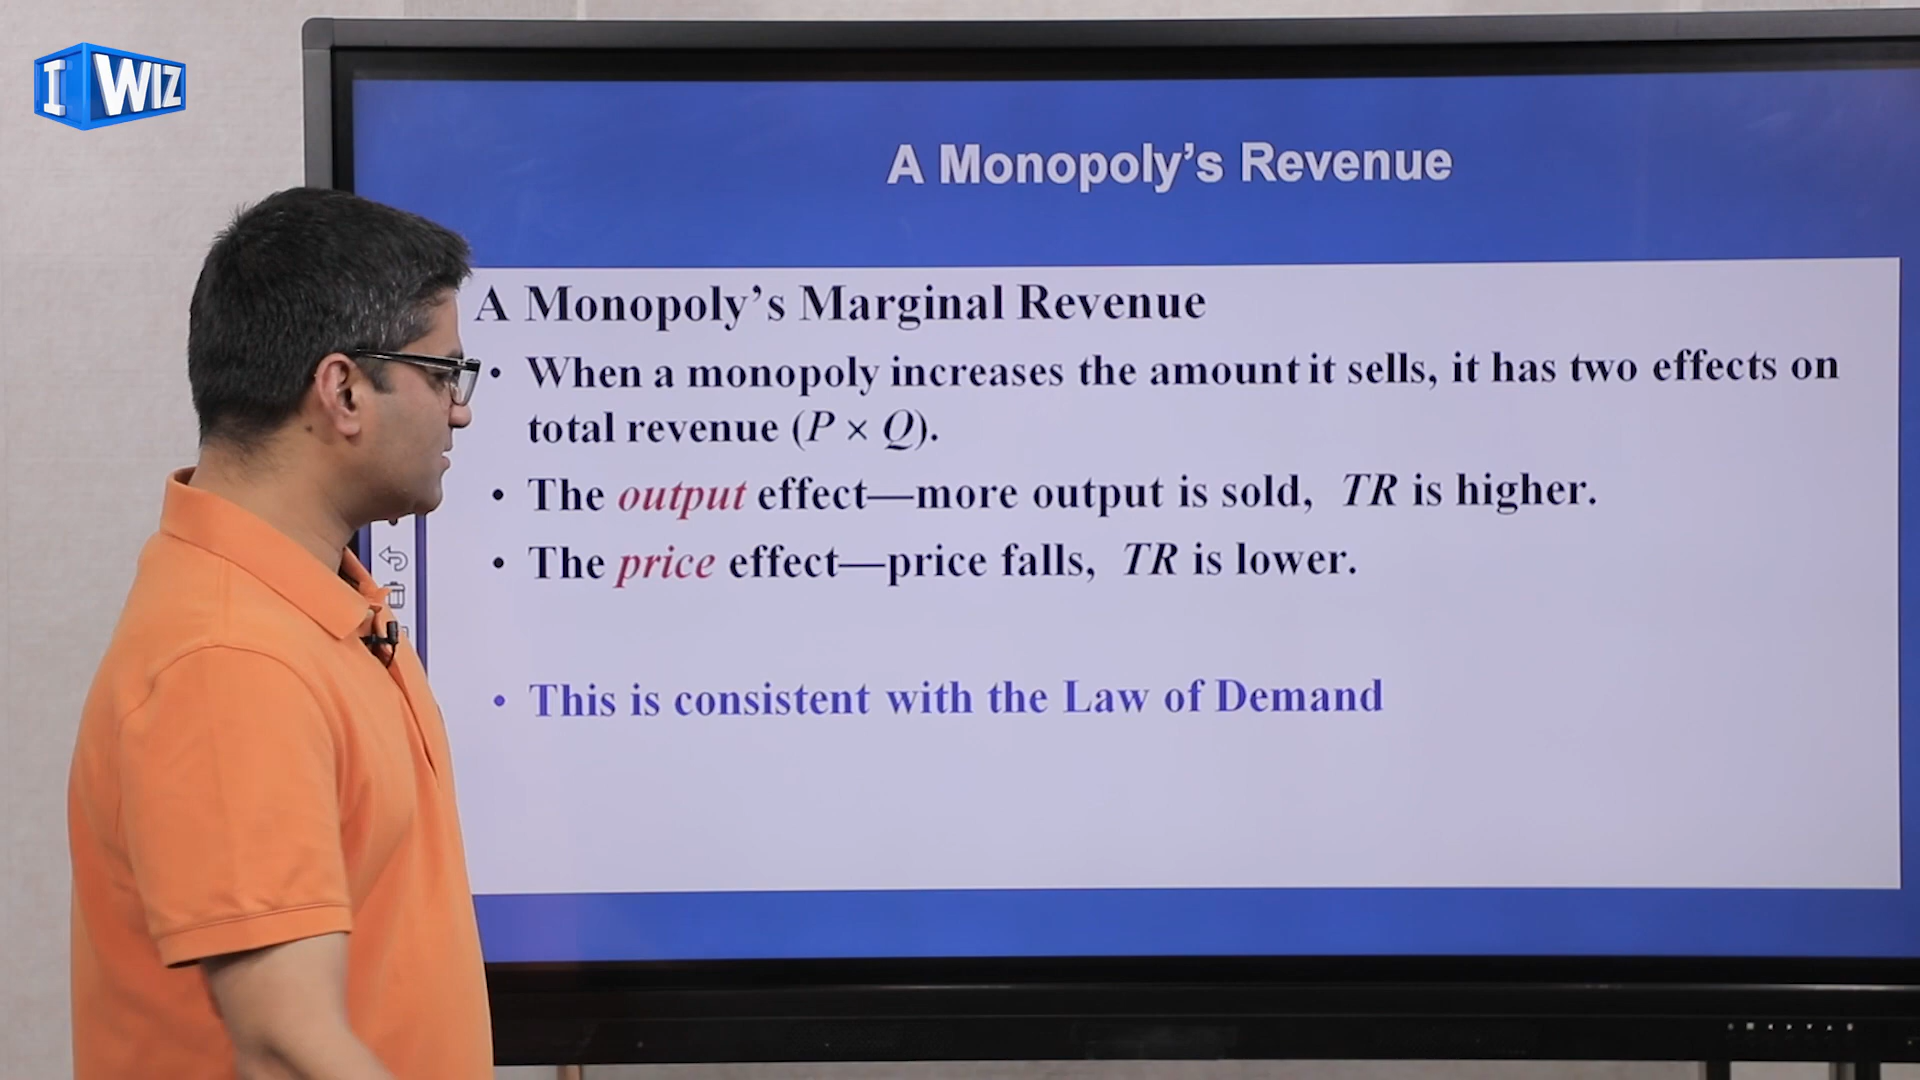 I WIZ
A Monopoly's Revenue
A Monopoly's Marginal Revenue
• When a monopoly increases the amount it sells, it has two effects on
total revenue (P × Q).
• The output effect—more output is sold, TR is higher.
• The price effect—price falls, TR is lower.
• This is consistent with the Law of Demand